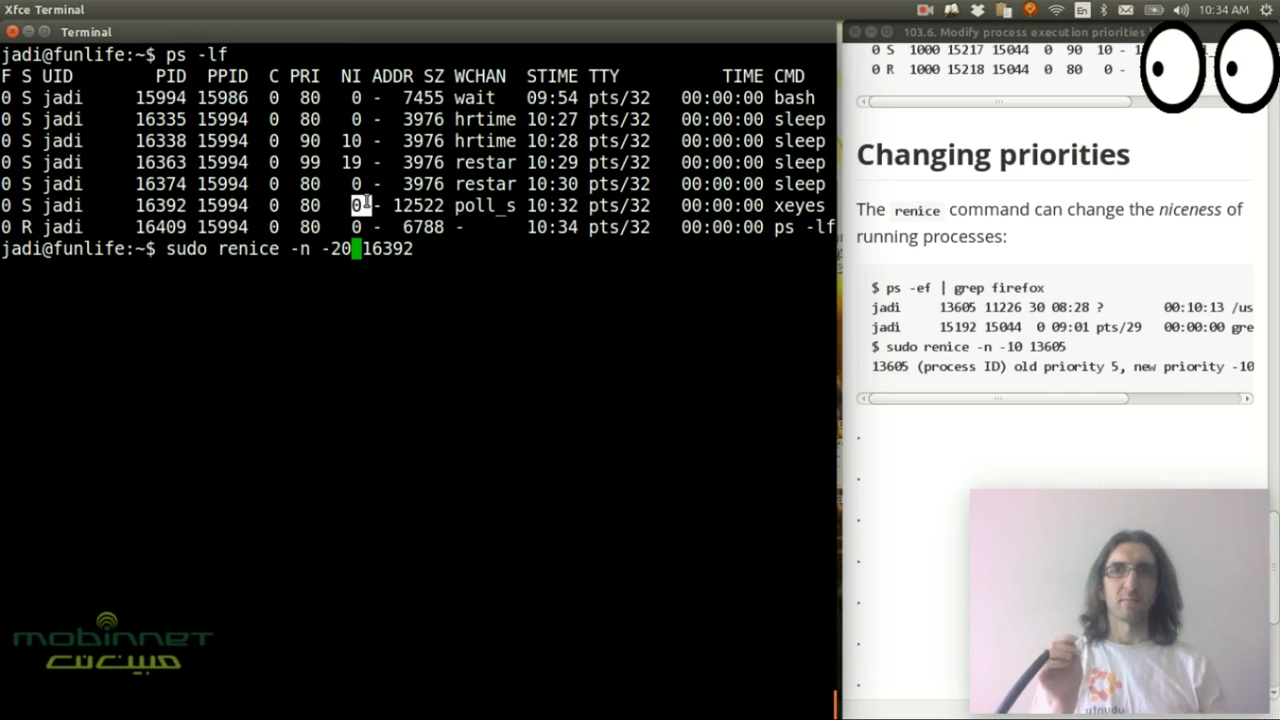 Xfce Terminal
En
10:34 AM
Terminal
jadi@funlife:~$ ps -lf
F S UID PID PPID C PRI NI ADDR SZ WCHAN STIME TTY TIME CMD
0 S jadi 15994 15986 0 80 0 - 7455 wait 09:54 pts/32 00:00:00 bash
0 S jadi 16335 15994 0 80 0 - 3976 hrtime 10:27 pts/32 00:00:00 sleep
0 S jadi 16338 15994 0 90 10 - 3976 hrtime 10:28 pts/32 00:00:00 sleep
0 S jadi 16363 15994 0 99 19 - 3976 restar 10:29 pts/32 00:00:00 sleep
0 S jadi 16374 15994 0 80 0 - 3976 restar 10:30 pts/32 00:00:00 sleep
0 S jadi 16392 15994 0 80 0 - 12522 poll_s 10:32 pts/32 00:00:00 xeyes
0 R jadi 16409 15994 0 80 0 - 6788 - 10:34 pts/32 00:00:00 ps -lf
jadi@funlife:~$ sudo renice -n -20 16392
mobinnet
مبین‌نت
103.6. Modify process execution priorities
0 S 1000 15217 15044 0 90 10 -
0 R 1000 15218 15044 0 80 0 -
Changing priorities
The renice command can change the niceness of
running processes:
$ ps -ef | grep firefox
jadi 13605 11226 30 08:28 ? 00:10:13 /us
jadi 15192 15044 0 09:01 pts/29 00:00:00 gre
$ sudo renice -n -10 13605
13605 (process ID) old priority 5, new priority -10